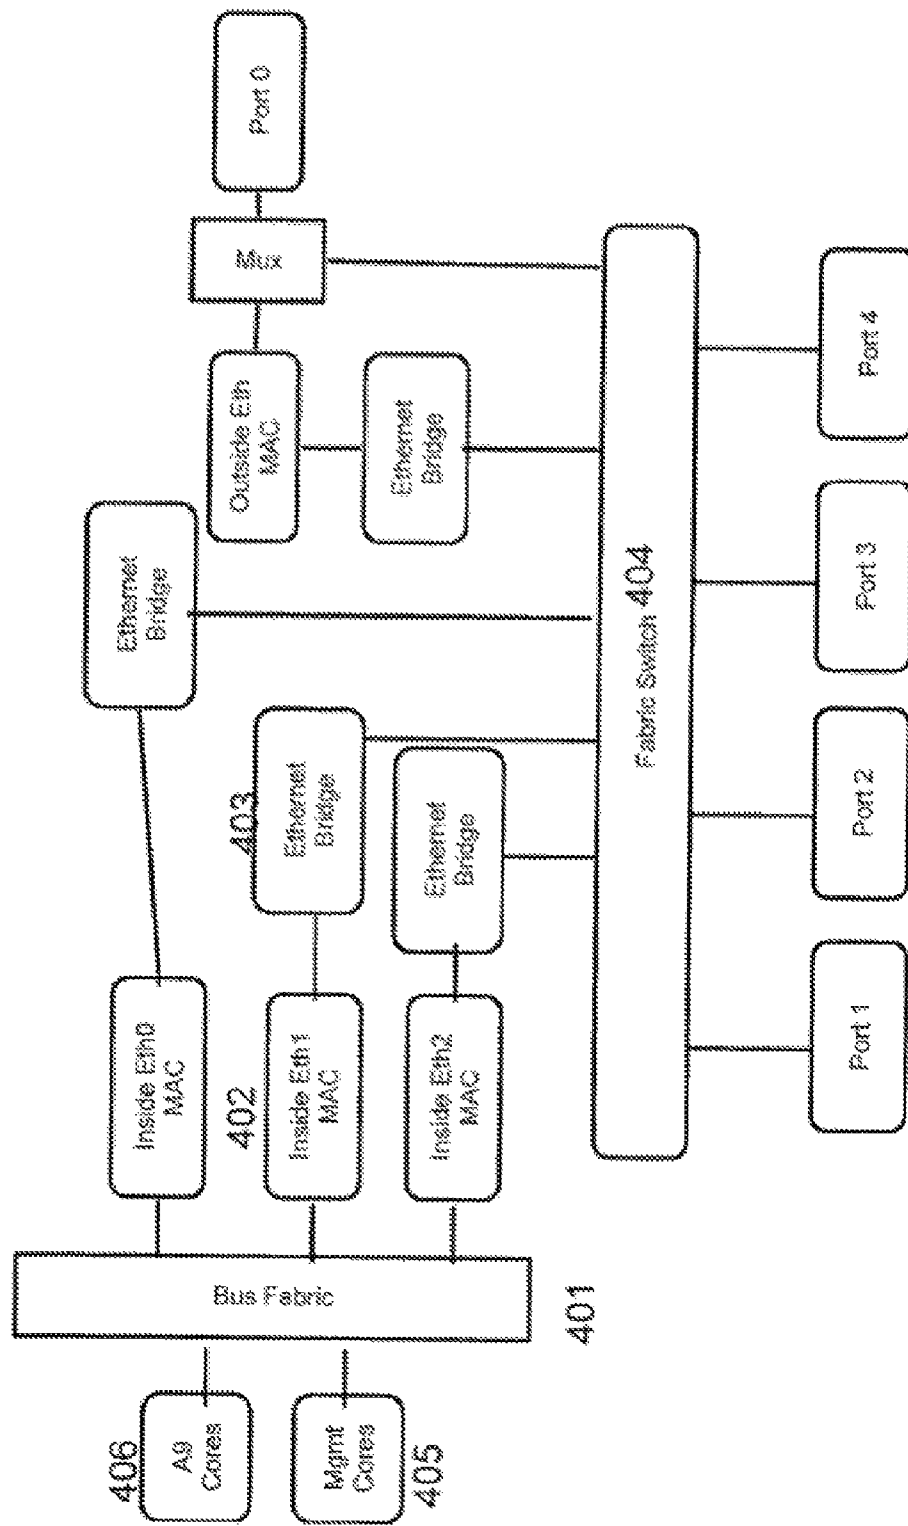 406
A9
Cores
Mgmt
Cores
405
Bus Fabric
401
Inside Eth0
MAC
402
Inside Eth1
MAC
Inside Eth2
MAC
Ethernet
Bridge
403
Ethernet
Bridge
Ethernet
Bridge
Outside Eth
MAC
Ethernet
Bridge
Mux
Port 0
Fabric Switch 404
Port 1
Port 2
Port 3
Port 4